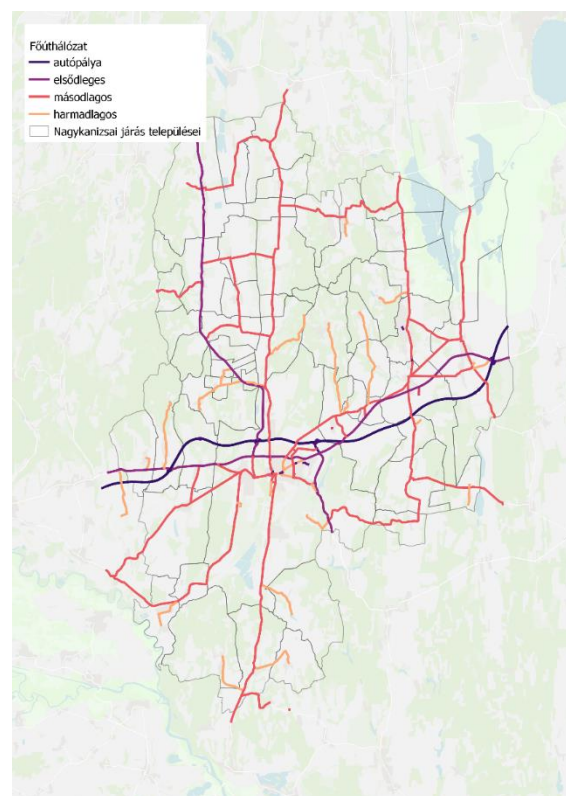 Főúthálózat
autópálya
elsődleges
másodlagos
harmadlagos
Nagykanizsai járás települései